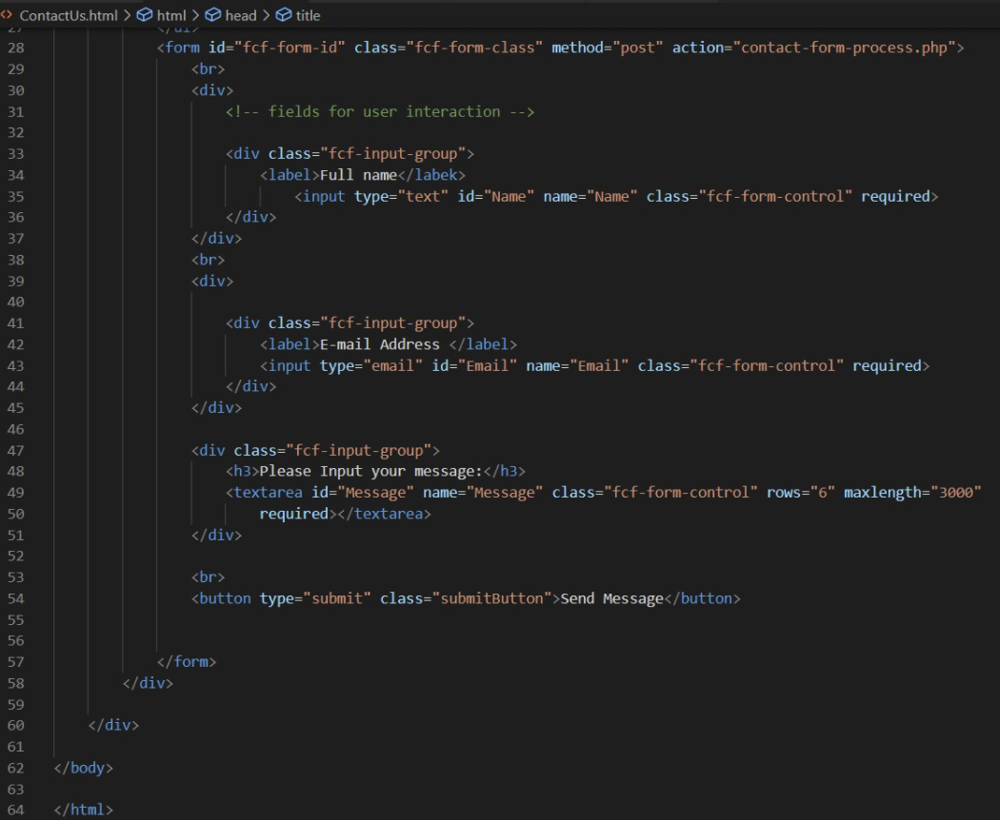 ContactUs.html > html > head > title
27 </ul>
28 <form id="fcf-form-id" class="fcf-form-class" method="post" action="contact-form-process.php">
29 <br>
30 <div>
31 <!-- fields for user interaction -->
32
33 <div class="fcf-input-group">
34 <label>Full name</labek>
35 <input type="text" id="Name" name="Name" class="fcf-form-control" required>
36 </div>
37 </div>
38 <br>
39 <div>
40
41 <div class="fcf-input-group">
42 <label>E-mail Address </label>
43 <input type="email" id="Email" name="Email" class="fcf-form-control" required>
44 </div>
45 </div>
46
47 <div class="fcf-input-group">
48 <h3>Please Input your message:</h3>
49 <textarea id="Message" name="Message" class="fcf-form-control" rows="6" maxlength="3000"
50 required></textarea>
51 </div>
52
53 <br>
54 <button type="submit" class="submitButton">Send Message</button>
55
56
57 </form>
58 </div>
59
60 </div>
61
62 </body>
63
64 </html>